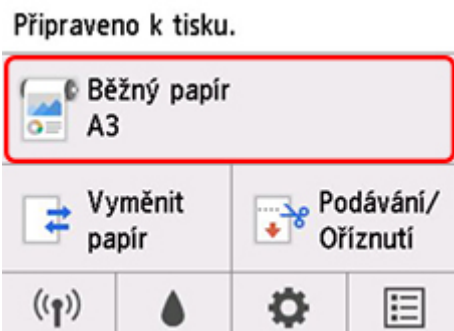 Připraveno k tisku.
Běžný papír
A3
Vyměnit
papír
Podávání/
Oříznutí